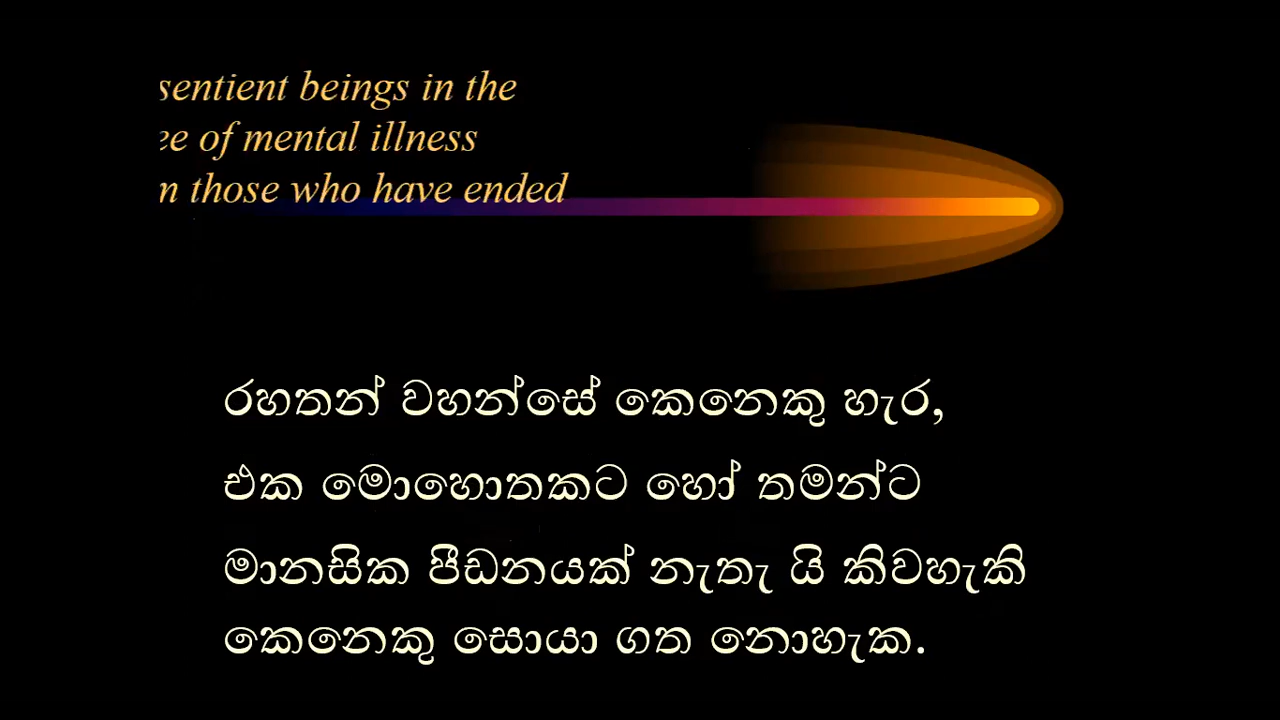 sentient beings in the
of mental illness
those who have ended
රහතන් වහන්සේ කෙනෙකු හැර,
එක මොහොතකට හෝ තමන්ට
මානසික පීඩනයක් නැතැ යි කිවහැකි
කෙනෙකු සොයා ගත නොහැක.